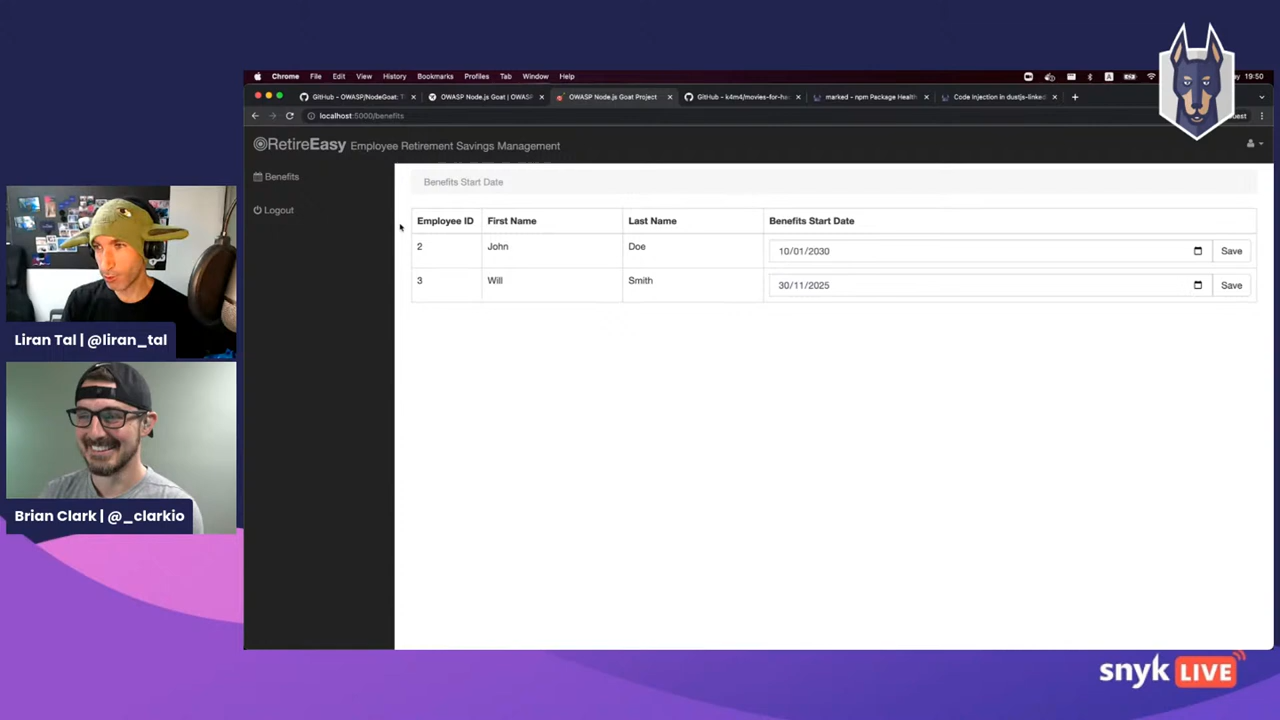 Chrome File Edit View History Bookmarks Profiles Tab Window Help
19:50
GitHub - OWASP/NodeGoat: T
OWASP Node.js Goat | OWASP
OWASP Node.js Goat Project
GitHub - k4m4/movies-for-ha
marked - npm Package Health
Code Injection in dustjs-linked
localhost:5000/benefits
RetireEasy Employee Retirement Savings Management
Benefits
Logout
Benefits Start Date
Employee ID First Name Last Name Benefits Start Date
2 John Doe 10/01/2030 Save
3 Will Smith 30/11/2025 Save
Liran Tal | @liran_tal
Brian Clark | @_clarkio
snyk LIVE